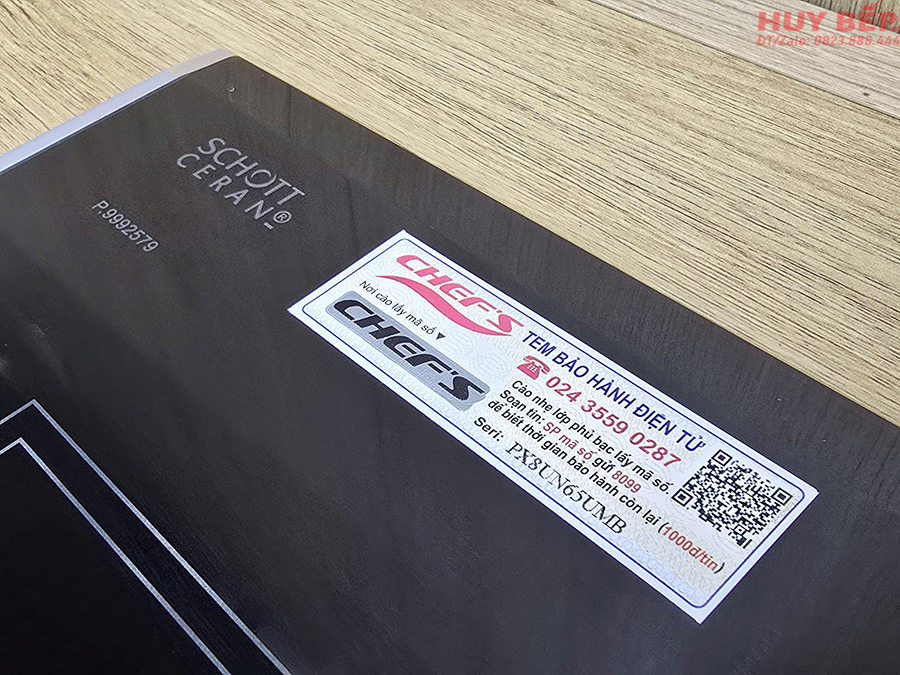 HUY BẾP
ĐT/Zalo: 0823.888.444
SCHOTT
CERAN®
P.9992579
CHEF'S
Nơi cào lấy mã số ▼
CHEF'S
TEM BẢO HÀNH ĐIỆN TỬ
☎ 024 3559 0287
Cào nhẹ lớp phủ bạc lấy mã số.
Soạn tin: SP mã số gửi 8099
để biết thời gian bảo hành còn lại (1000đ/tin)
Seri: PX8UN65UMB